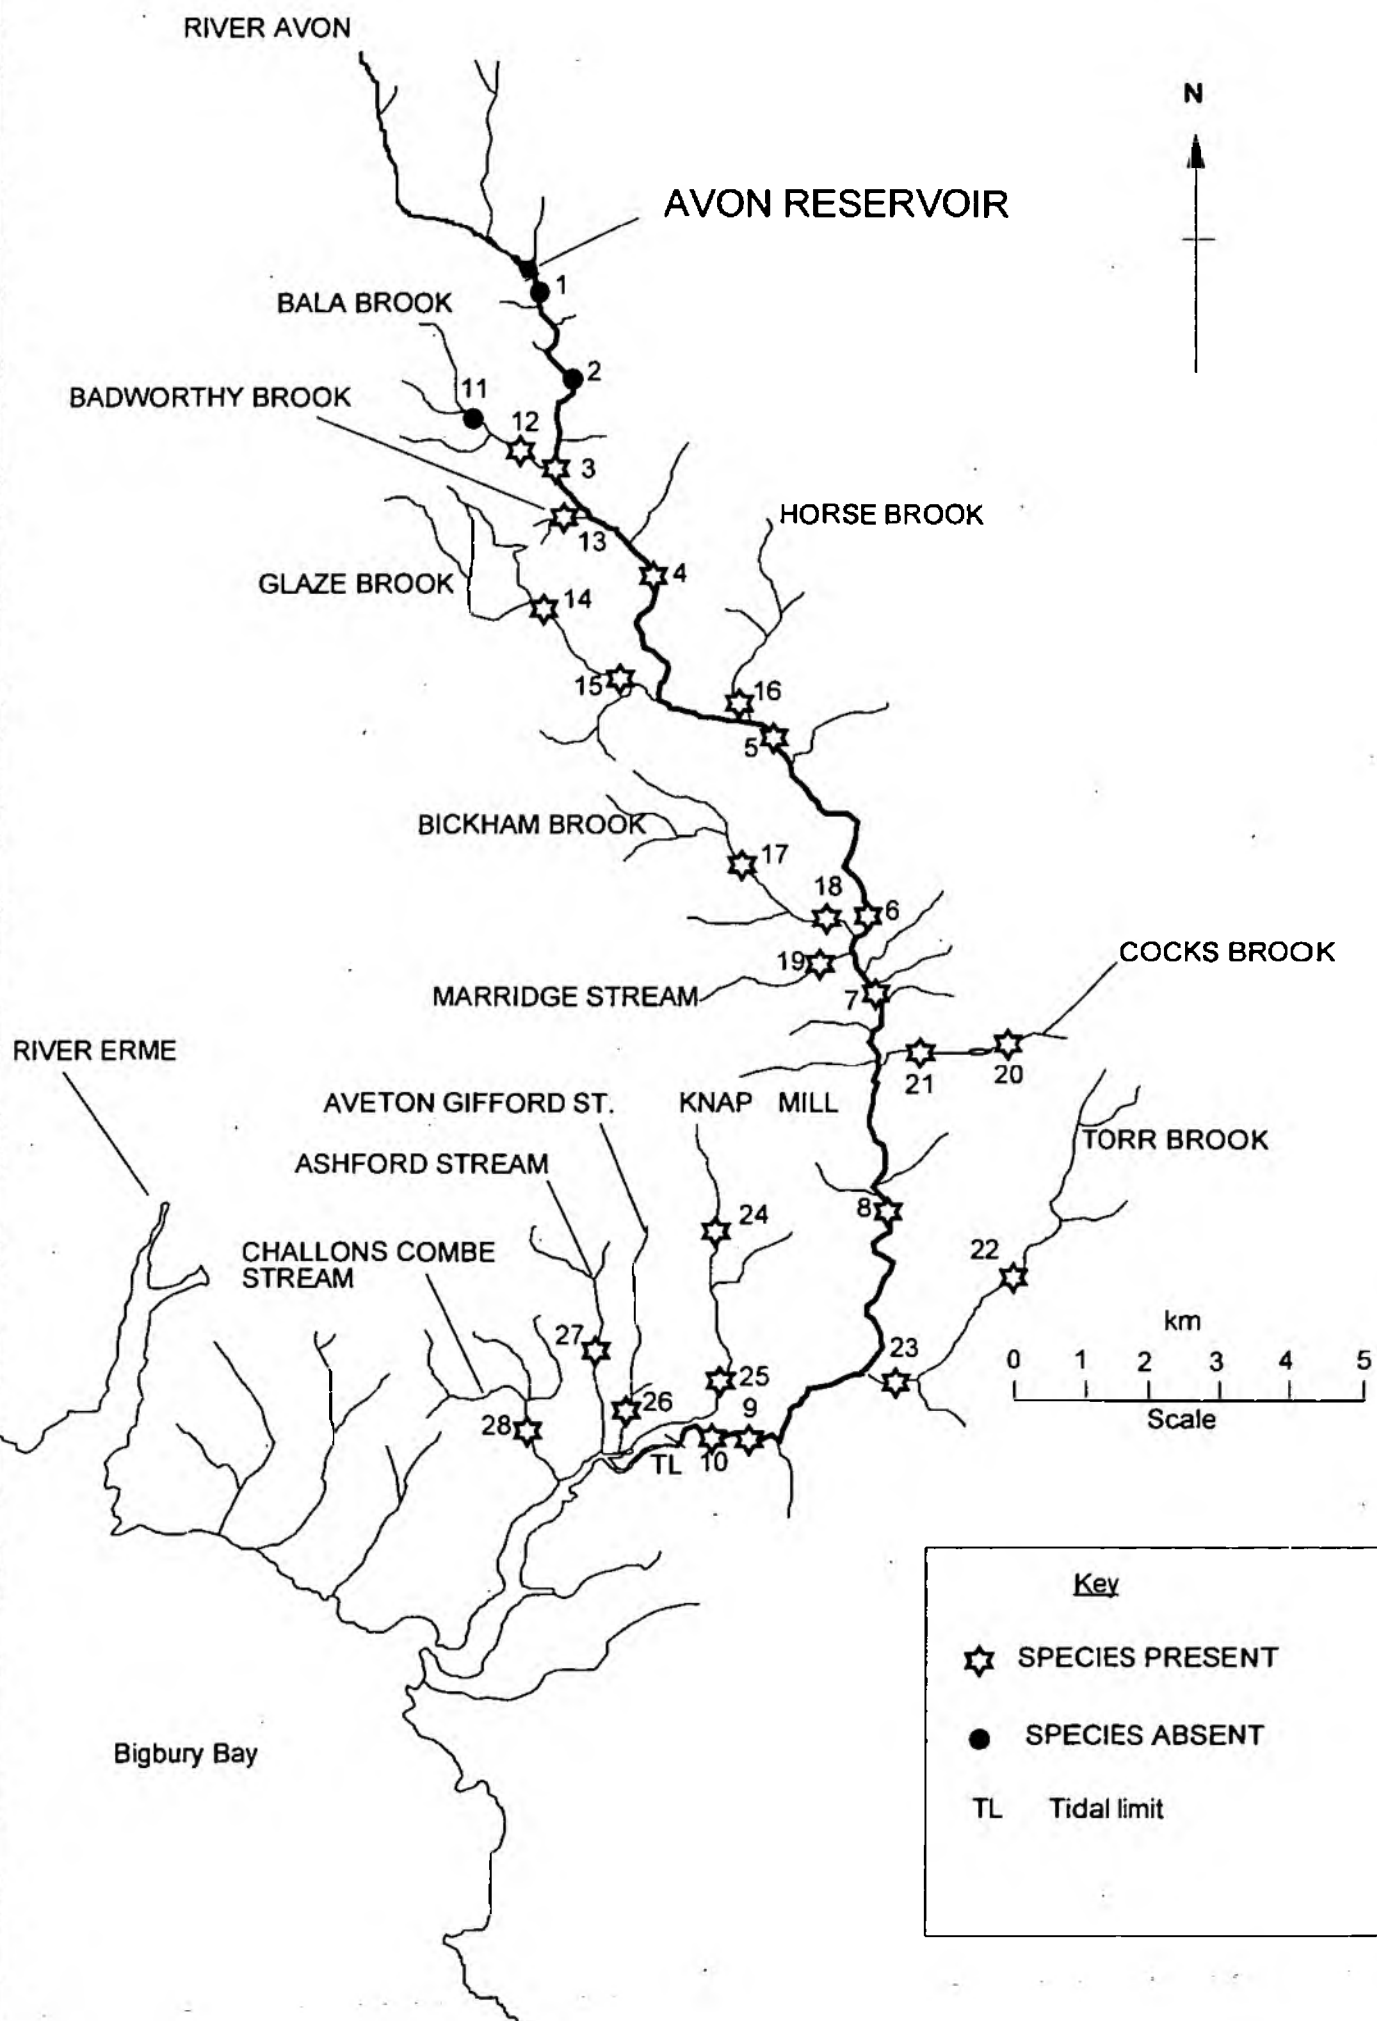 RIVER AVON
N
AVON RESERVOIR
1
BALA BROOK
2
BADWORTHY BROOK
11
12
3
HORSE BROOK
13
4
GLAZE BROOK
14
15
16
5
BICKHAM BROOK
17
18
6
COCKS BROOK
19
MARRIDGE STREAM
7
RIVER ERME
21
20
AVETON GIFFORD ST.
KNAP MILL
TORR BROOK
ASHFORD STREAM
8
24
CHALLONS COMBE
STREAM
22
km
27
23
0 1 2 3 4 5
25
26
9
Scale
28
TL
10
Key
SPECIES PRESENT
Bigbury Bay
SPECIES ABSENT
TL Tidal limit